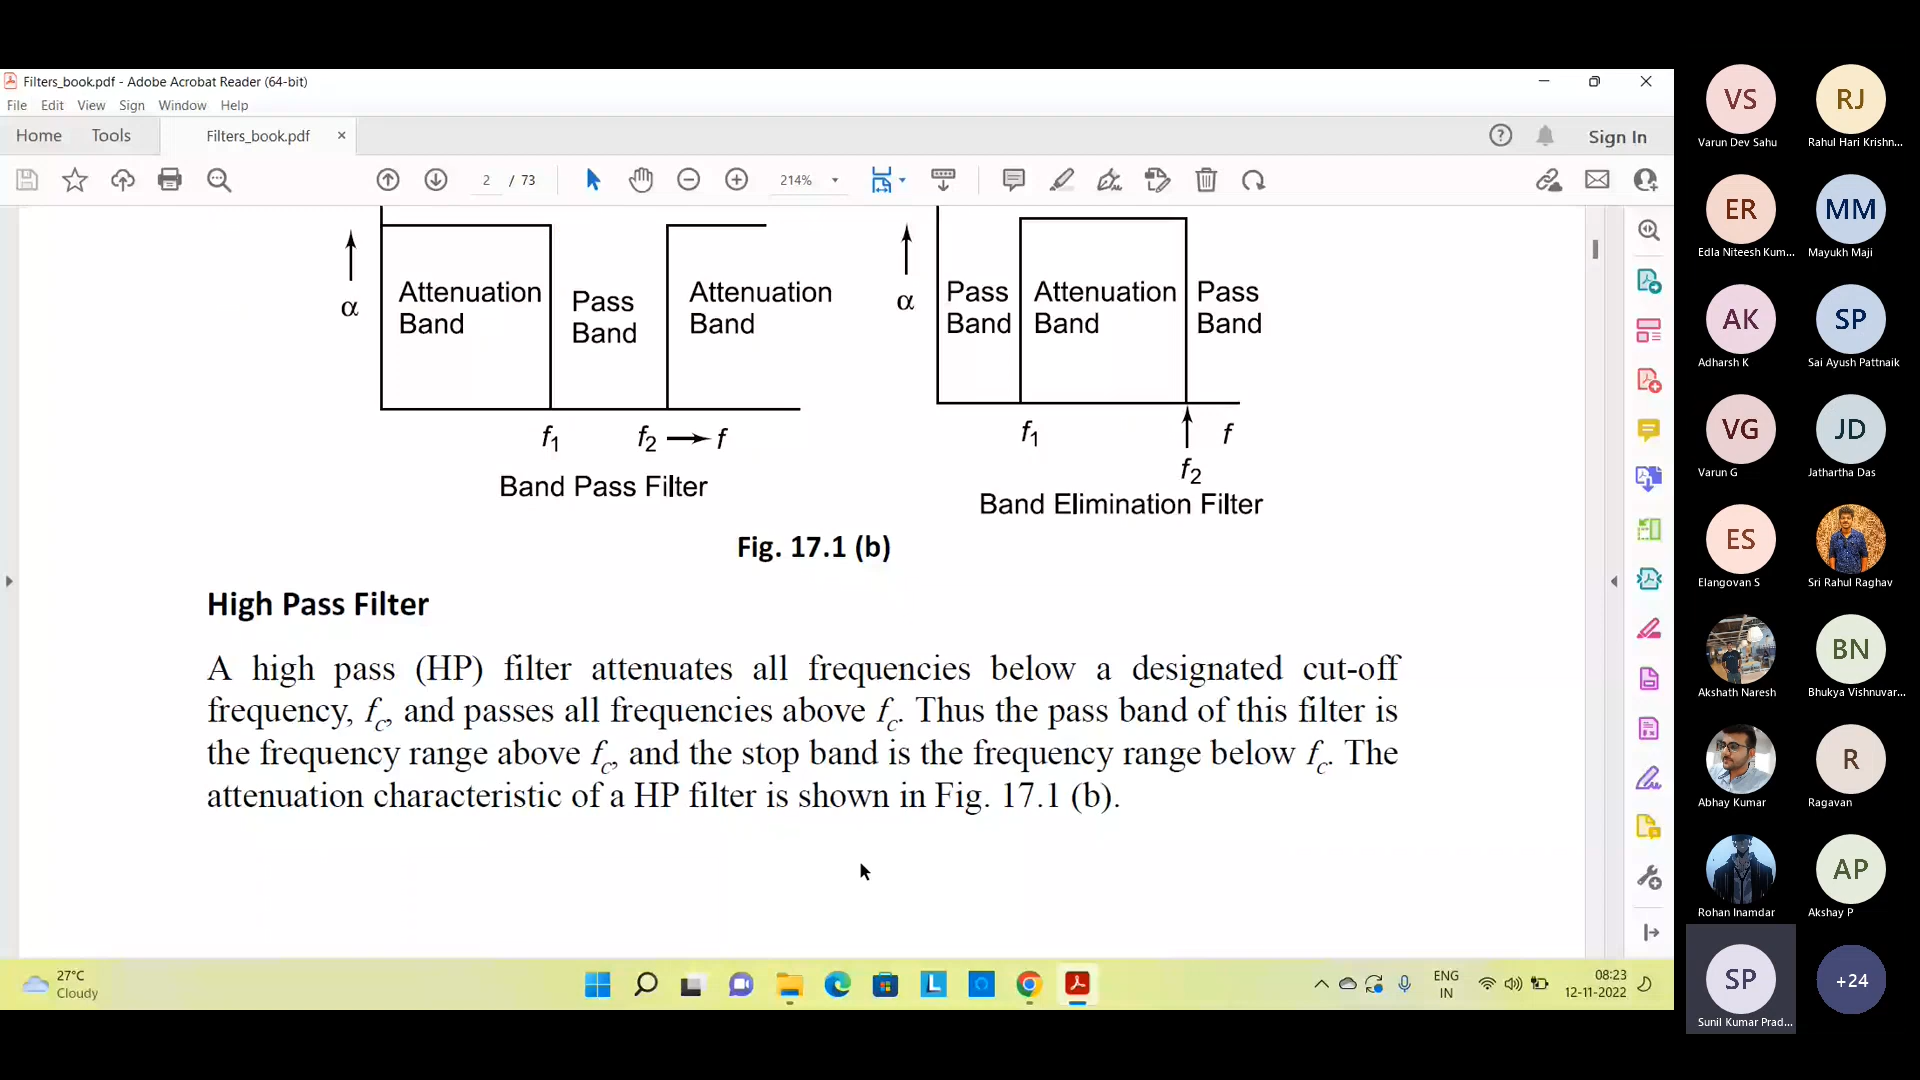 Filters_book.pdf - Adobe Acrobat Reader (64-bit)
File Edit View Sign Window Help
Home Tools Filters_book.pdf × Sign In
2 / 73 214%
α
Attenuation
Band
Pass
Band
Attenuation
Band
f1 f2 f
Band Pass Filter
α
Pass
Band
Attenuation
Band
Pass
Band
f1 f
f2
Band Elimination Filter
Fig. 17.1 (b)
High Pass Filter
A high pass (HP) filter attenuates all frequencies below a designated cut-off
frequency, fc, and passes all frequencies above fc. Thus the pass band of this filter is
the frequency range above fc, and the stop band is the frequency range below fc. The
attenuation characteristic of a HP filter is shown in Fig. 17.1 (b).
27°C
Cloudy
L
ENG
IN
08:23
12-11-2022
VS RJ
Varun Dev Sahu Rahul Hari Krishn...
ER MM
Edla Niteesh Kum... Mayukh Maji
AK SP
Adharsh K Sai Ayush Pattnaik
VG JD
Varun G Jathartha Das
ES
Elangovan S Sri Rahul Raghav
BN
Akshath Naresh Bhukya Vishnuvar...
R
Abhay Kumar Ragavan
AP
Rohan Inamdar Akshay P
SP +24
Sunil Kumar Prad...